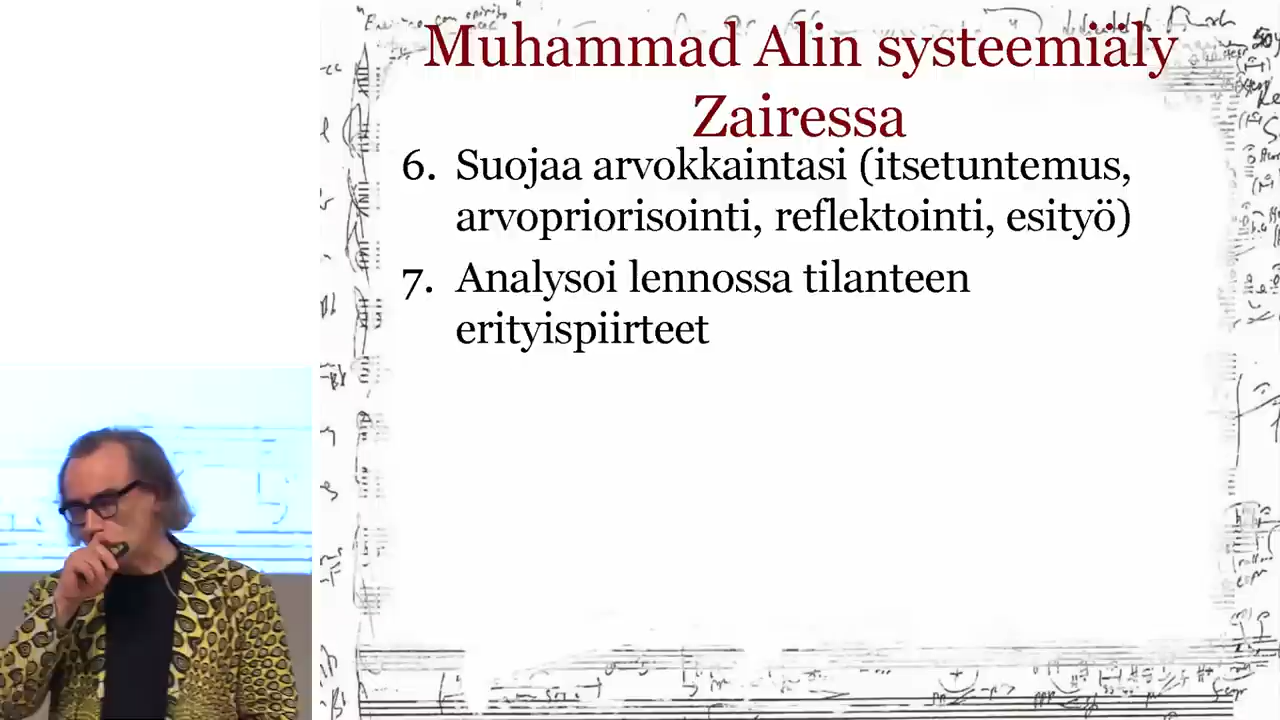 Muhammad Alin systeemiäly
Zairessa
6. Suojaa arvokkaintasi (itsetuntemus,
arvopriorisointi, reflektointi, esityö)
7. Analysoi lennossa tilanteen
erityispiirteet